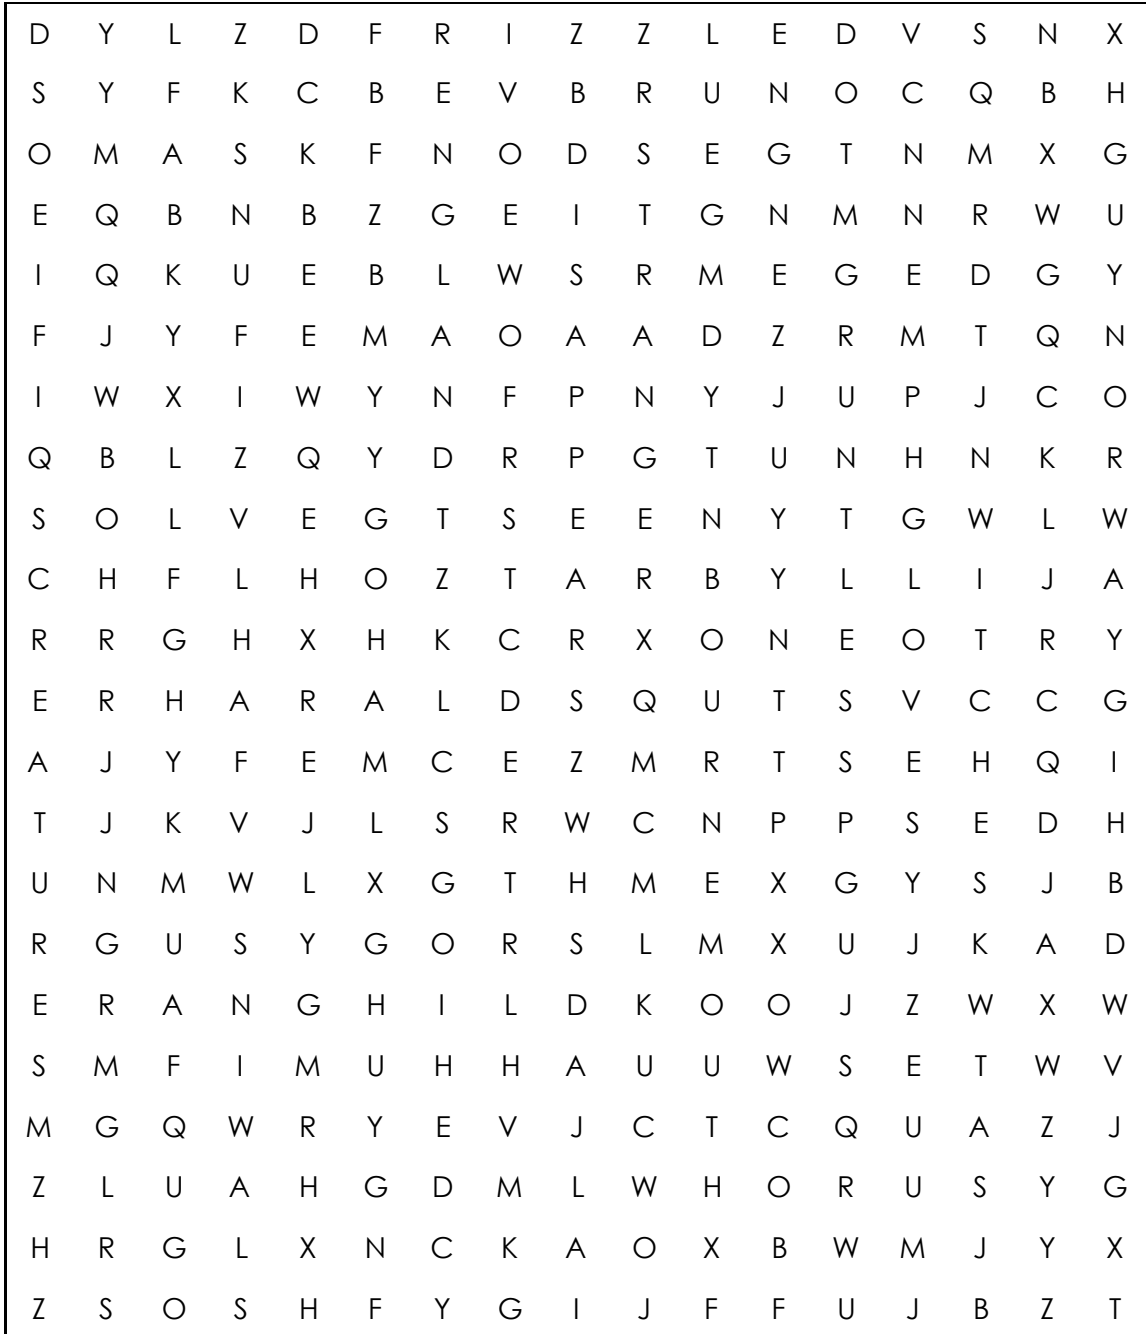 D Y L Z D F R I Z Z L E D V S N X
S Y F K C B E V B R U N O C Q B H
O M A S K F N O D S E G T N M X G
E Q B N B Z G E I T G N M N R W U
I Q K U E B L W S R M E G E D G Y
F J Y F E M A O A A D Z R M T Q N
I W X I W Y N F P N Y J U P J C O
Q B L Z Q Y D R P G T U N H N K R
S O L V E G T S E E N Y T G W L W
C H F L H O Z T A R B Y L L I J A
R R G H X H K C R X O N E O T R Y
E R H A R A L D S Q U T S V C C G
A J Y F E M C E Z M R T S E H Q I
T J K V J L S R W C N P P S E D H
U N M W L X G T H M E X G Y S J B
R G U S Y G O R S L M X U J K A D
E R A N G H I L D K O O J Z W X W
S M F I M U H H A U U W S E T W V
M G Q W R Y E V J C T C Q U A Z J
Z L U A H G D M L W H O R U S Y G
H R G L X N C K A O X B W M J Y X
Z S O S H F Y G I J F F U J B Z T